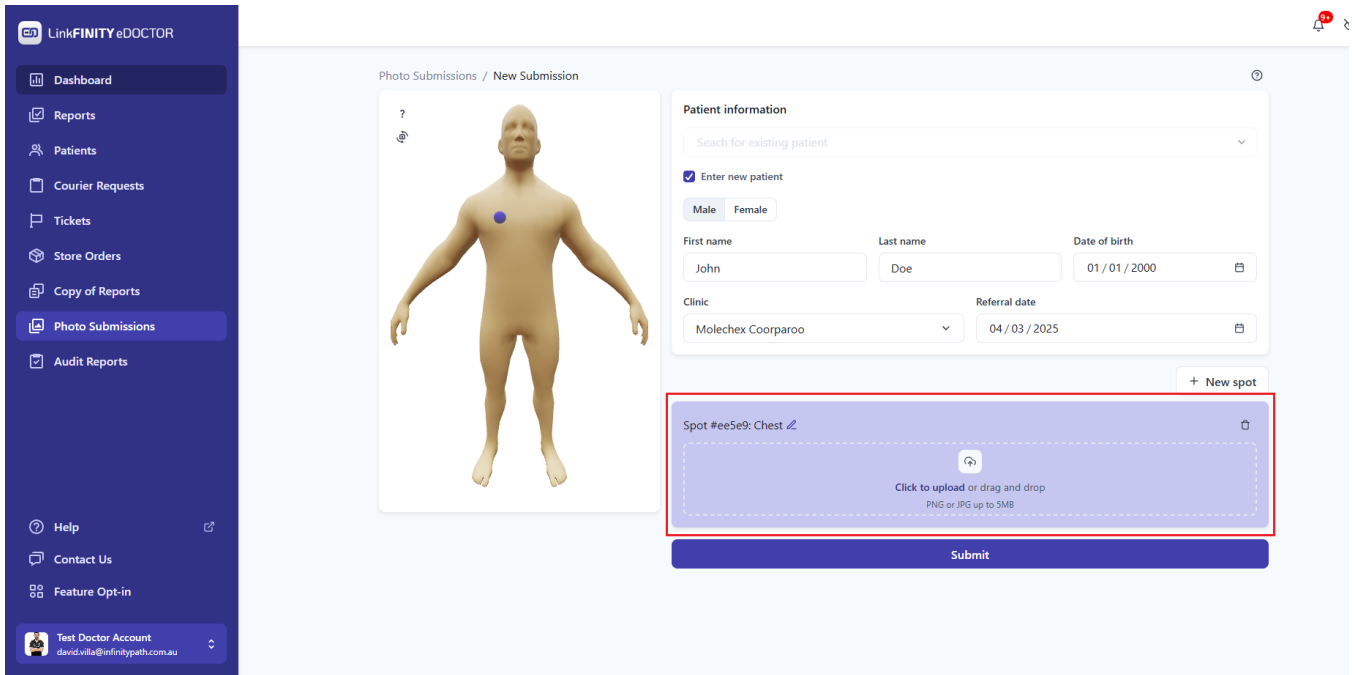 LinkFINITY eDOCTOR
9+
Dashboard
Reports
Patients
Courier Requests
Tickets
Store Orders
Copy of Reports
Photo Submissions
Audit Reports
Help
Contact Us
Feature Opt-in
Test Doctor Account
david.villa@infinitypath.com.au
Photo Submissions / New Submission
?
Patient information
Seach for existing patient
Enter new patient
Male Female
First name Last name Date of birth
John Doe 01 / 01 / 2000
Clinic Referral date
Molechex Coorparoo 04 / 03 / 2025
+ New spot
Spot #ee5e9: Chest
Click to upload or drag and drop
PNG or JPG up to 5MB
Submit